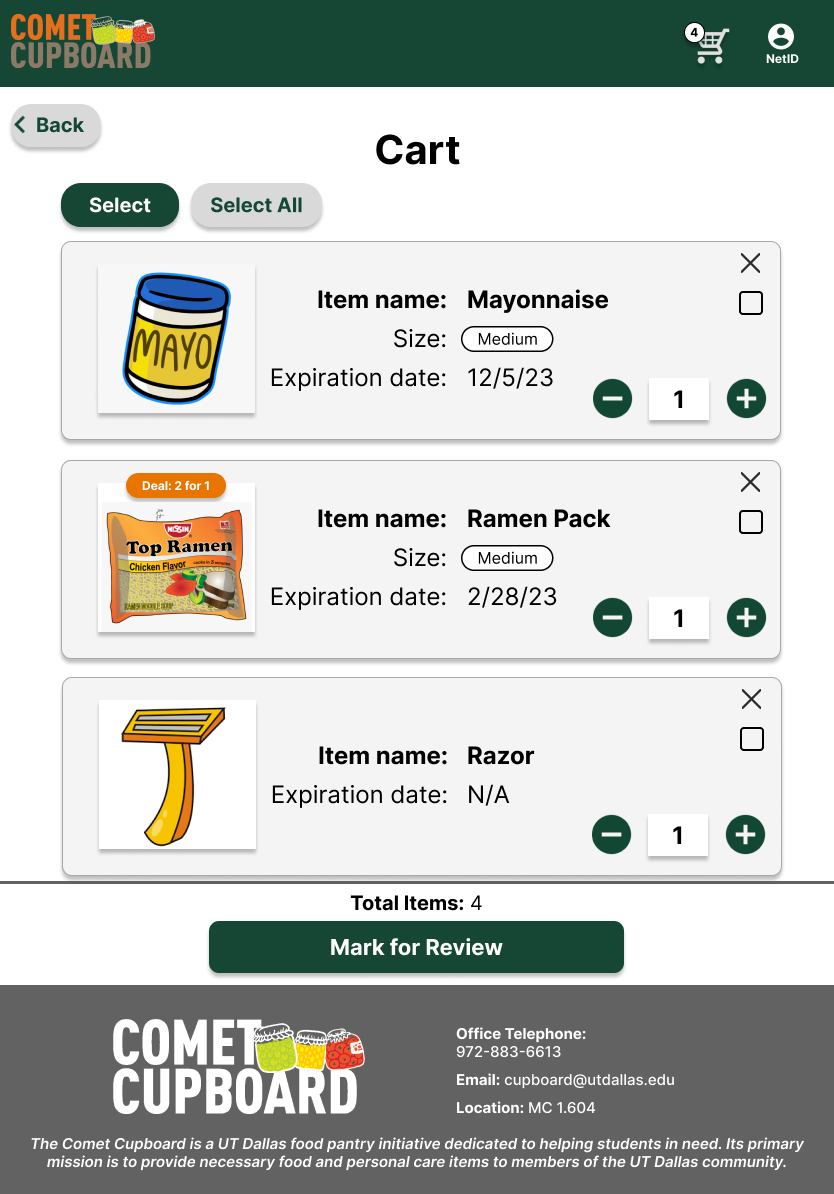 COMET
CUPBOARD
4
NetID
Back
Cart
Select
Select All
MAYO
Item name: Mayonnaise
Size: Medium
Expiration date: 12/5/23
1
Deal: 2 for 1
NISSIN
Top Ramen
Chicken Flavor
RAMEN NOODLE SOUP
Item name: Ramen Pack
Size: Medium
Expiration date: 2/28/23
1
Item name: Razor
Expiration date: N/A
1
Total Items: 4
Mark for Review
COMET
CUPBOARD
Office Telephone:
972-883-6613
Email: cupboard@utdallas.edu
Location: MC 1.604
The Comet Cupboard is a UT Dallas food pantry initiative dedicated to helping students in need. Its primary
mission is to provide necessary food and personal care items to members of the UT Dallas community.